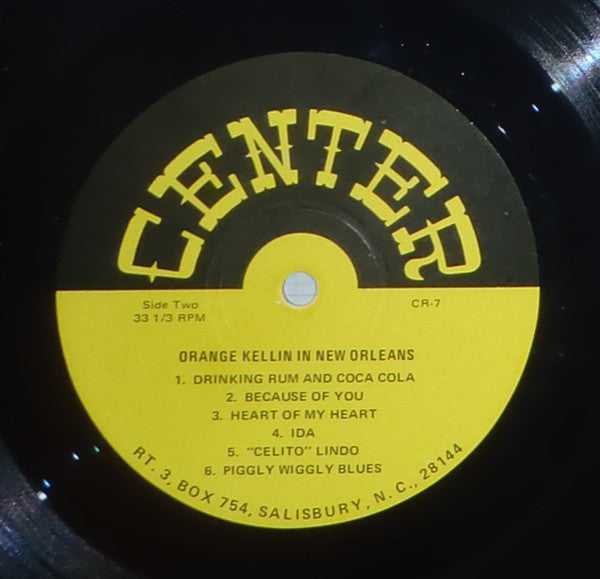 CENTER
Side Two
33 1/3 RPM
CR-7
ORANGE KELLIN IN NEW ORLEANS
1. DRINKING RUM AND COCA COLA
2. BECAUSE OF YOU
3. HEART OF MY HEART
4. IDA
5. "CELITO" LINDO
6. PIGGLY WIGGLY BLUES
RT. 3, BOX 754, SALISBURY, N. C., 28144